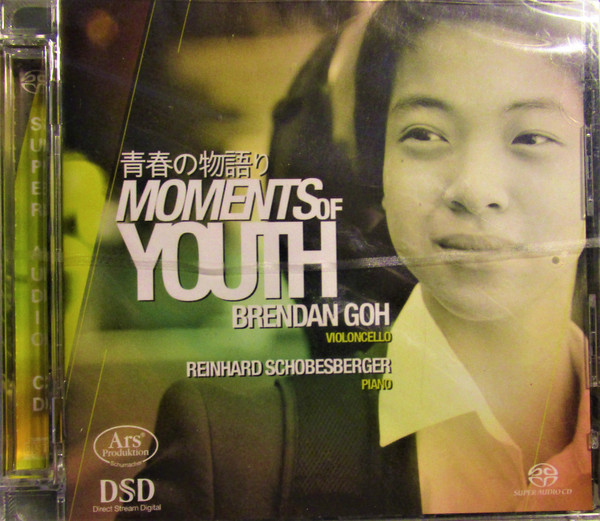 青春の物語り
MOMENTS OF
YOUTH
BRENDAN GOH
VIOLONCELLO
REINHARD SCHOBESBERGER
PIANO
Ars®
Produktion
Schumacher
DSD
Direct Stream Digital
SUPER AUDIO CD
SUPER AUDIO CD